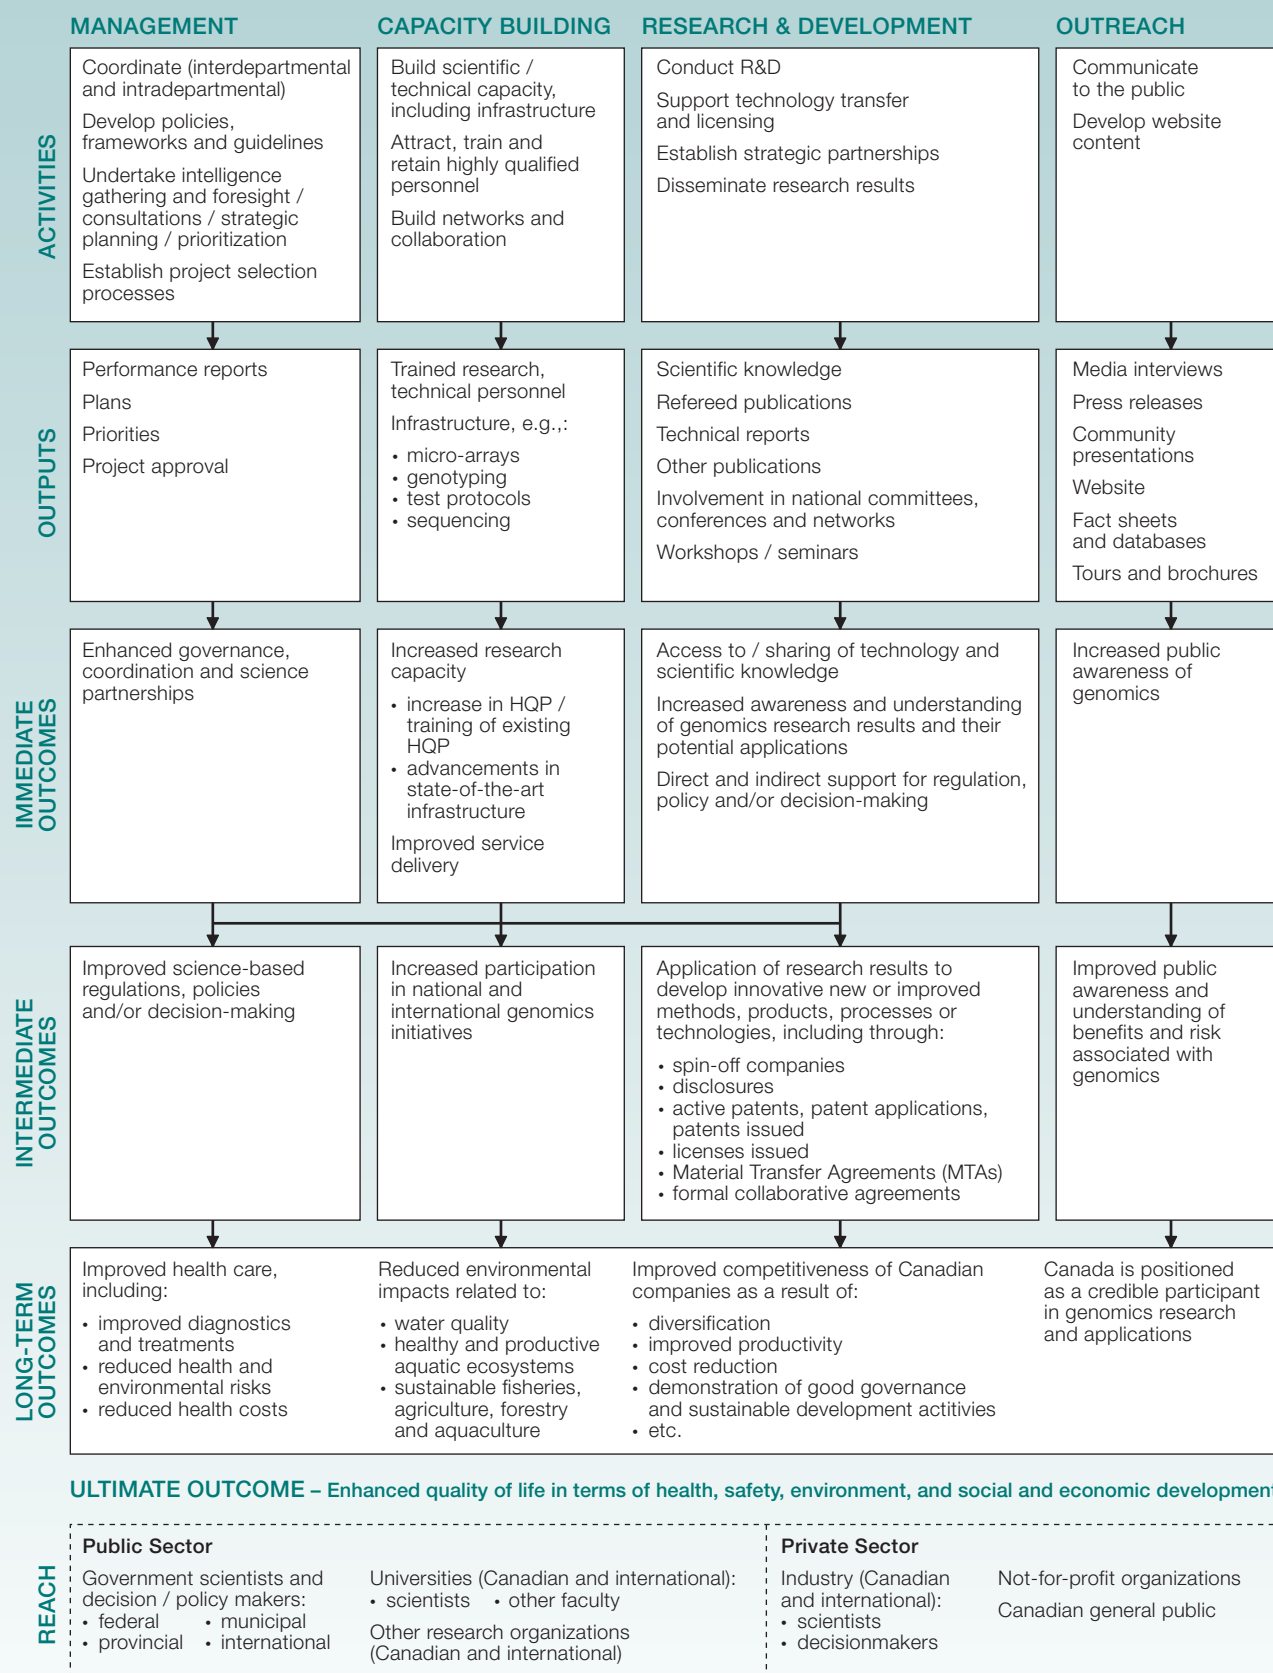 MANAGEMENT
CAPACITY BUILDING
RESEARCH & DEVELOPMENT
OUTREACH
ACTIVITIES
Coordinate (interdepartmental
and intradepartmental)
Develop policies,
frameworks and guidelines
Undertake intelligence
gathering and foresight /
consultations / strategic
planning / prioritization
Establish project selection
processes
Build scientific /
technical capacity,
including infrastructure
Attract, train and
retain highly qualified
personnel
Build networks and
collaboration
Conduct R&D
Support technology transfer
and licensing
Establish strategic partnerships
Disseminate research results
Communicate
to the public
Develop website
content
OUTPUTS
Performance reports
Plans
Priorities
Project approval
Trained research,
technical personnel
Infrastructure, e.g.,:
• micro-arrays
• genotyping
• test protocols
• sequencing
Scientific knowledge
Refereed publications
Technical reports
Other publications
Involvement in national committees,
conferences and networks
Workshops / seminars
Media interviews
Press releases
Community
presentations
Website
Fact sheets
and databases
Tours and brochures
IMMEDIATE
OUTCOMES
Enhanced governance,
coordination and science
partnerships
Increased research
capacity
• increase in HQP /
training of existing
HQP
• advancements in
state-of-the-art
infrastructure
Improved service
delivery
Access to / sharing of technology and
scientific knowledge
Increased awareness and understanding
of genomics research results and their
potential applications
Direct and indirect support for regulation,
policy and/or decision-making
Increased public
awareness of
genomics
INTERMEDIATE
OUTCOMES
Improved science-based
regulations, policies
and/or decision-making
Increased participation
in national and
international genomics
initiatives
Application of research results to
develop innovative new or improved
methods, products, processes or
technologies, including through:
• spin-off companies
• disclosures
• active patents, patent applications,
patents issued
• licenses issued
• Material Transfer Agreements (MTAs)
• formal collaborative agreements
Improved public
awareness and
understanding of
benefits and risk
associated with
genomics
LONG-TERM
OUTCOMES
Improved health care,
including:
• improved diagnostics
and treatments
• reduced health and
environmental risks
• reduced health costs
Reduced environmental
impacts related to:
• water quality
• healthy and productive
aquatic ecosystems
• sustainable fisheries,
agriculture, forestry
and aquaculture
Improved competitiveness of Canadian
companies as a result of:
• diversification
• improved productivity
• cost reduction
• demonstration of good governance
and sustainable development actitivies
• etc.
Canada is positioned
as a credible participant
in genomics research
and applications
ULTIMATE OUTCOME – Enhanced quality of life in terms of health, safety, environment, and social and economic development
REACH
Public Sector
Government scientists and
decision / policy makers:
• federal • municipal
• provincial • international
Universities (Canadian and international):
• scientists • other faculty
Other research organizations
(Canadian and international)
Private Sector
Industry (Canadian
and international):
• scientists
• decisionmakers
Not-for-profit organizations
Canadian general public